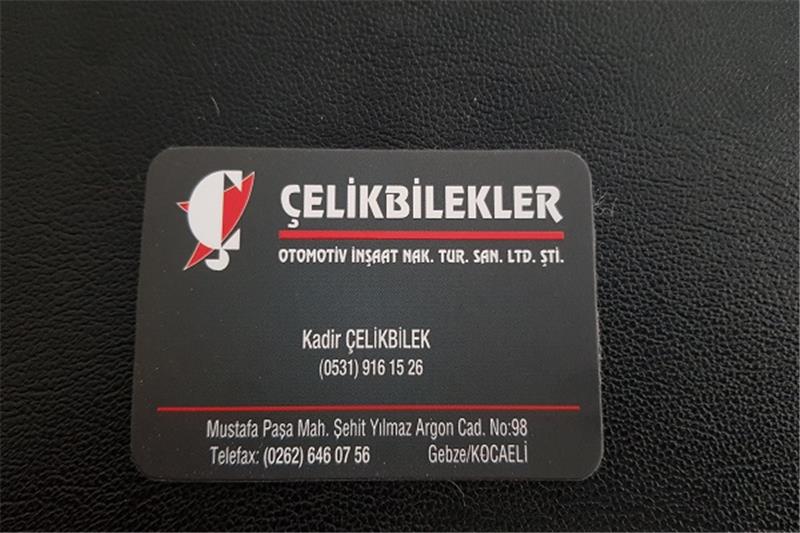 ÇELİKBİLEKLER
OTOMOTİV İNŞAAT NAK. TUR. SAN. LTD. ŞTİ.
Kadir ÇELİKBİLEK
(0531) 916 15 26
Mustafa Paşa Mah. Şehit Yılmaz Argon Cad. No:98
Telefax: (0262) 646 07 56 Gebze/KOCAELİ